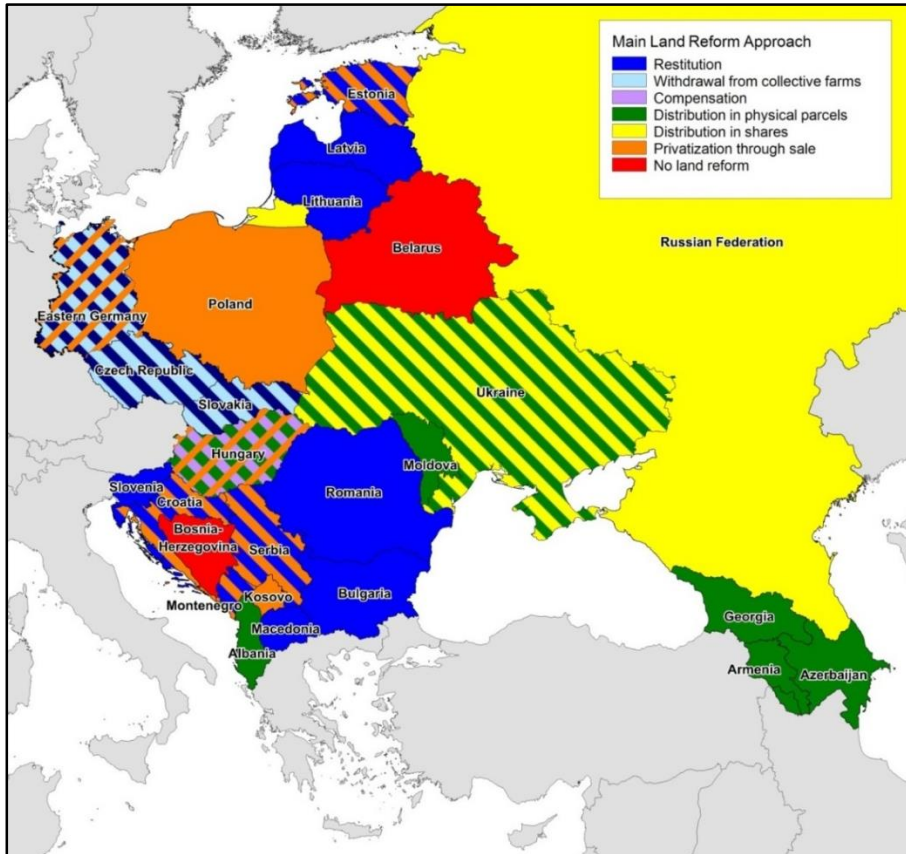 Main Land Reform Approach
Restitution
Withdrawal from collective farms
Compensation
Distribution in physical parcels
Distribution in shares
Privatization through sale
No land reform
Estonia
Latvia
Lithuania
Belarus
Russian Federation
Poland
Eastern Germany
Czech Republic
Slovakia
Ukraine
Hungary
Moldova
Slovenia
Croatia
Romania
Bosnia-
Herzegovina
Serbia
Bulgaria
Kosovo
Montenegro
Macedonia
Albania
Georgia
Armenia
Azerbaijan